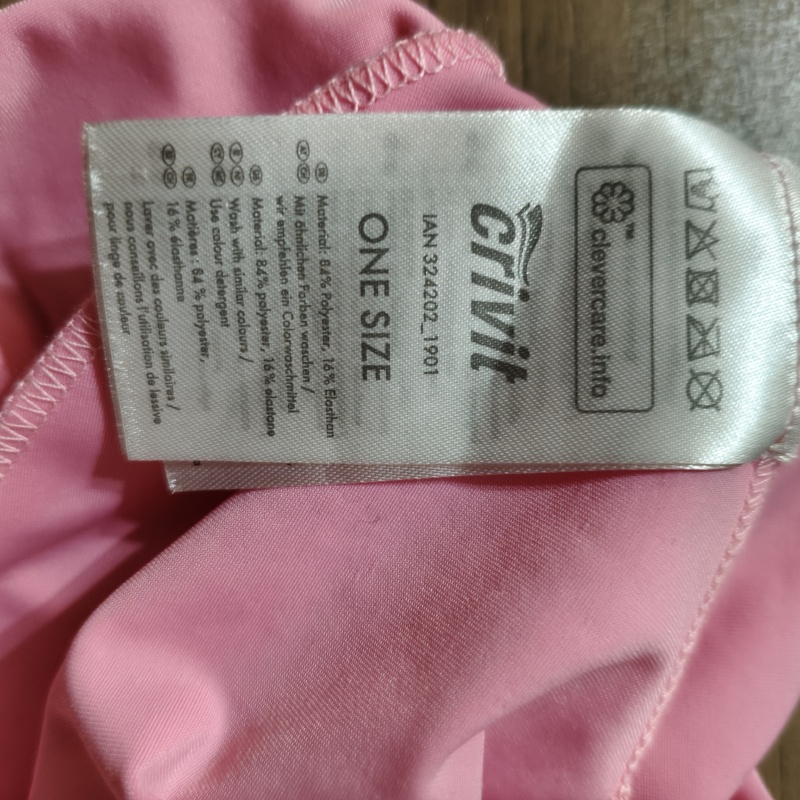 clevercare.info™
crivit
IAN 324202_1901
ONE SIZE
Material: 84% Polyester, 16% Elasthan
Mit ähnlichen Farben waschen /
wir empfehlen ein Colorwaschmittel
Material: 84% polyester, 16% elastane
Wash with similar colours /
Use colour detergent
Matières : 84 % polyester,
16 % élasthanne
Laver avec des couleurs similaires /
nous conseillons l'utilisation de lessive
pour linge de couleur